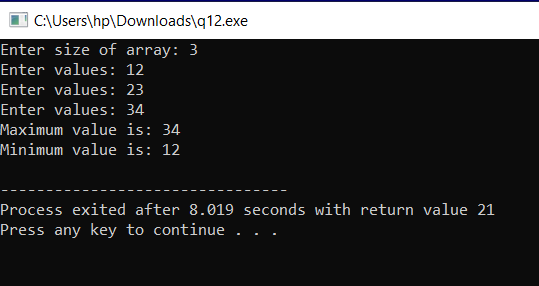 C:\Users\hp\Downloads\q12.exe
Enter size of array: 3
Enter values: 12
Enter values: 23
Enter values: 34
Maximum value is: 34
Minimum value is: 12
--------------------------------
Process exited after 8.019 seconds with return value 21
Press any key to continue . . .